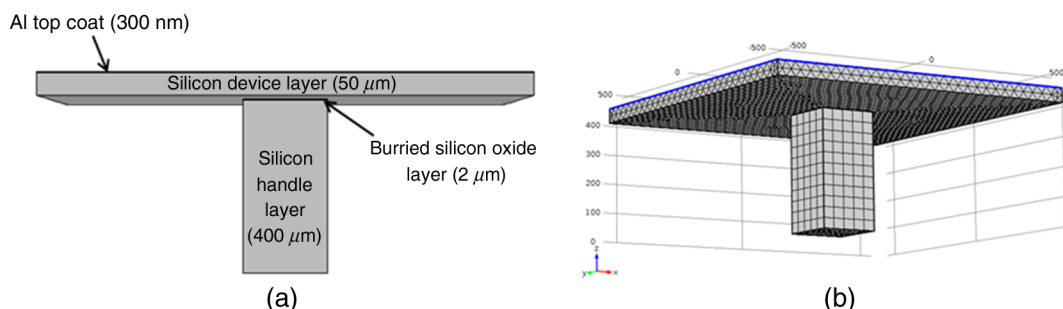 Al top coat (300 nm)
Silicon device layer (50 μm)
Silicon
handle
layer
(400 μm)
Burried silicon oxide
layer (2 μm)
(a)
-500
-500
0
0
500
500
400
300
200
100
0
z
y
x
(b)